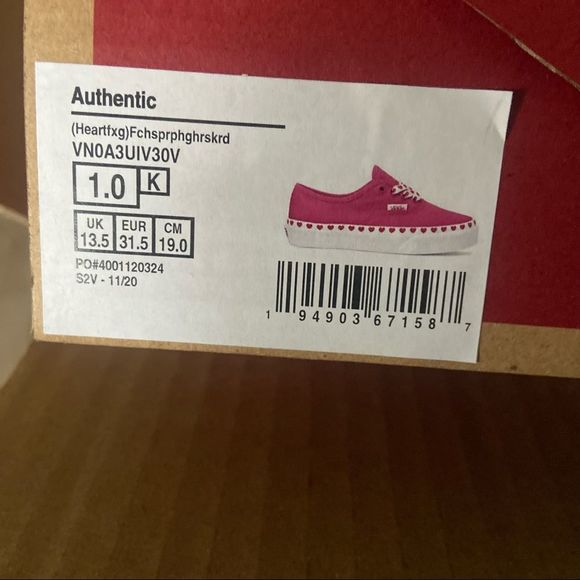 Authentic
(Heartfxg)Fchsprphghrskrd
VN0A3UIV30V
1.0 K
UK EUR CM
13.5 31.5 19.0
PO#4001120324
S2V - 11/20
1 94903 67158 7